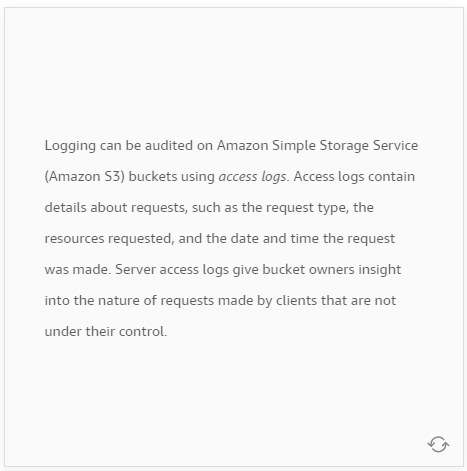 Logging can be audited on Amazon Simple Storage Service
(Amazon S3) buckets using access logs. Access logs contain
details about requests, such as the request type, the
resources requested, and the date and time the request
was made. Server access logs give bucket owners insight
into the nature of requests made by clients that are not
under their control.